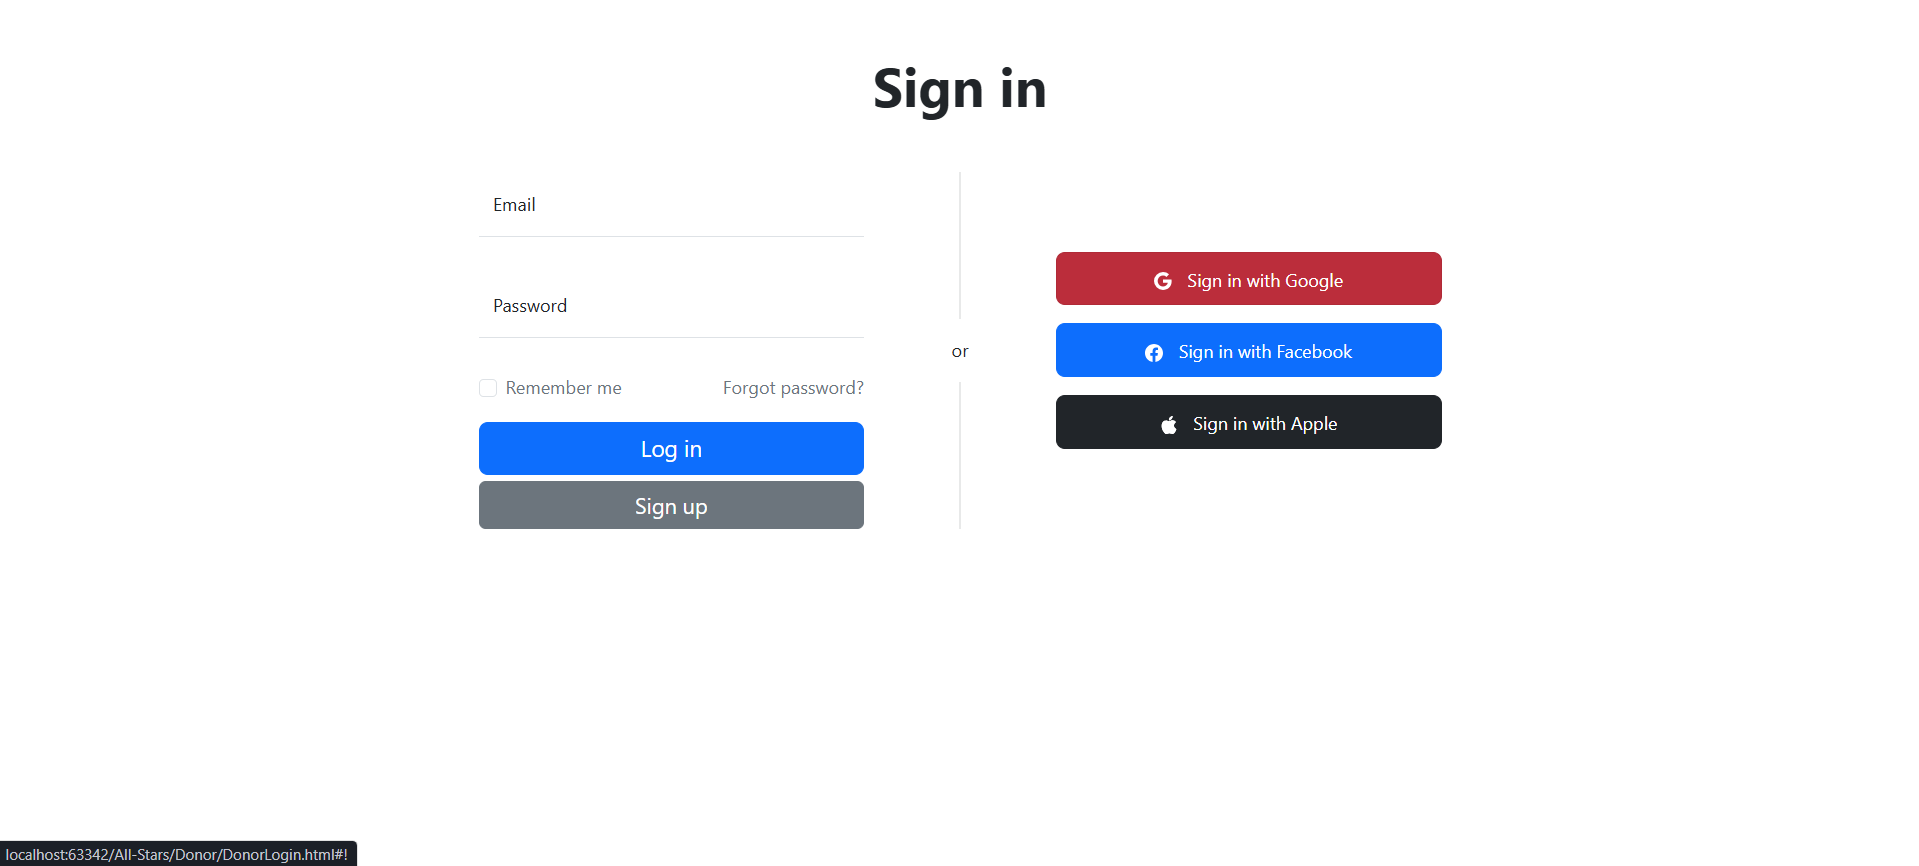 Sign in
Email
Password
Remember me
Forgot password?
Log in
Sign up
or
Sign in with Google
Sign in with Facebook
Sign in with Apple
localhost:63342/All-Stars/Donor/DonorLogin.html#!